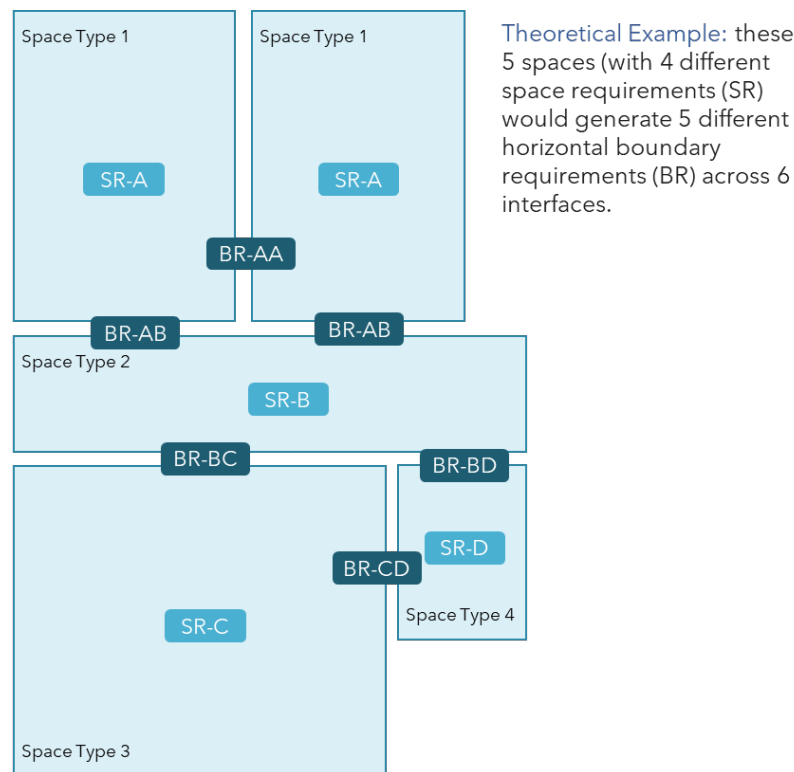 Space Type 1
Space Type 1
Theoretical Example: these
5 spaces (with 4 different
space requirements (SR)
would generate 5 different
horizontal boundary
requirements (BR) across 6
interfaces.
SR-A
SR-A
BR-AA
BR-AB
BR-AB
Space Type 2
SR-B
BR-BC
BR-BD
SR-D
BR-CD
Space Type 4
SR-C
Space Type 3